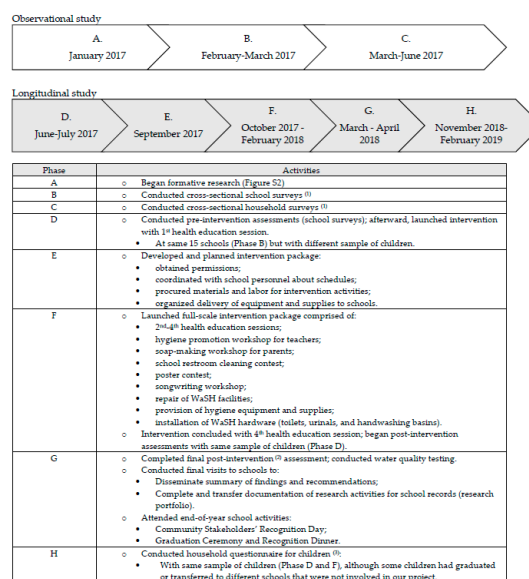 Observational study
A.
January 2017
B.
February-March 2017
C.
March-June 2017
Longitudinal study
D.
June-July 2017
E.
September 2017
F.
October 2017 -
February 2018
G.
March - April
2018
H.
November 2018-
February 2019
Phase Activities
A o Began formative research (Figure S2)
B o Conducted cross-sectional school surveys (1)
C o Conducted cross-sectional household surveys (1)
D o Conducted pre-intervention assessments (school surveys); afterward, launched intervention
with 1st health education session.
• At same 15 schools (Phase B) but with different sample of children.
E o Developed and planned intervention package:
• obtained permissions;
• coordinated with school personnel about schedules;
• procured materials and labor for intervention activities;
• organized delivery of equipment and supplies to schools.
F o Launched full-scale intervention package comprised of:
• 2nd-4th health education sessions;
• hygiene promotion workshop for teachers;
• soap-making workshop for parents;
• school restroom cleaning contest;
• poster contest;
• songwriting workshop;
• repair of WaSH facilities;
• provision of hygiene equipment and supplies;
• installation of WaSH hardware (toilets, urinals, and handwashing basins).
o Intervention concluded with 4th health education session; began post-intervention
assessments with same sample of children (Phase D).
G o Completed final post-intervention (2) assessment; conducted water quality testing.
o Conducted final visits to schools to:
• Disseminate summary of findings and recommendations;
• Complete and transfer documentation of research activities for school records (research
portfolio).
o Attended end-of-year school activities:
• Community Stakeholders' Recognition Day;
• Graduation Ceremony and Recognition Dinner.
H o Conducted household questionnaire for children (3):
• With same sample of children (Phase D and F), although some children had graduated
or transferred to different schools that were not involved in our project.